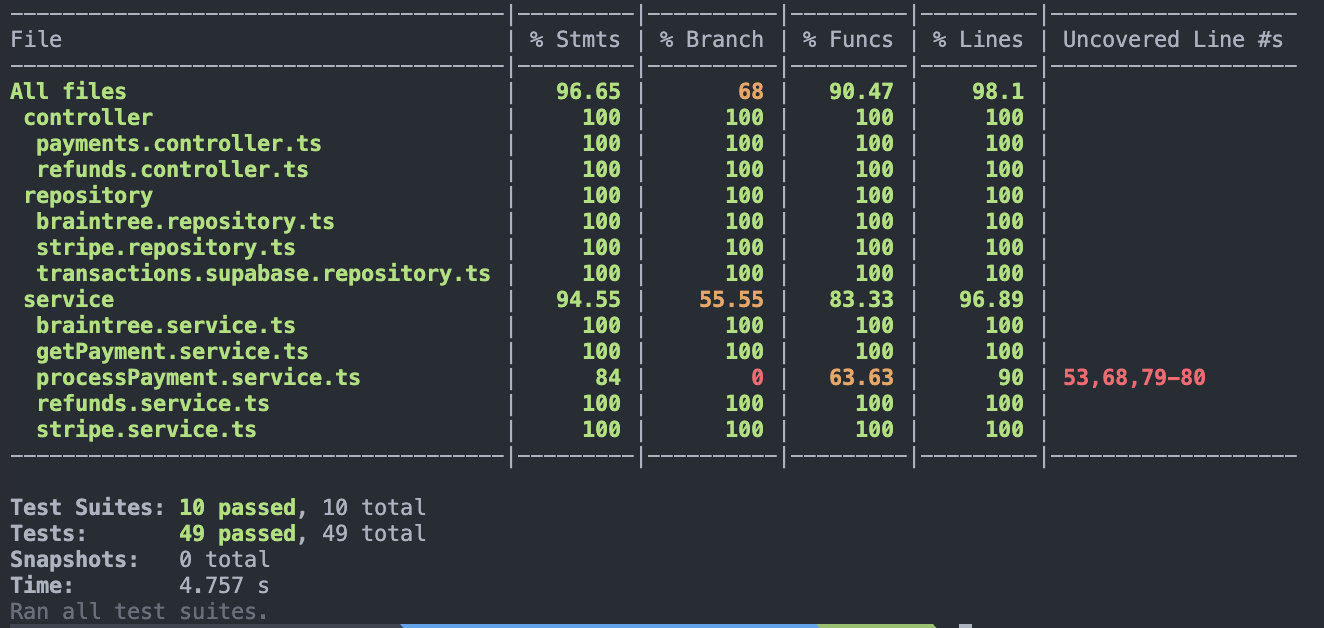 File | % Stmts | % Branch | % Funcs | % Lines | Uncovered Line #s
All files | 96.65 | 68 | 90.47 | 98.1 |
controller | 100 | 100 | 100 | 100 |
payments.controller.ts | 100 | 100 | 100 | 100 |
refunds.controller.ts | 100 | 100 | 100 | 100 |
repository | 100 | 100 | 100 | 100 |
braintree.repository.ts | 100 | 100 | 100 | 100 |
stripe.repository.ts | 100 | 100 | 100 | 100 |
transactions.supabase.repository.ts | 100 | 100 | 100 | 100 |
service | 94.55 | 55.55 | 83.33 | 96.89 |
braintree.service.ts | 100 | 100 | 100 | 100 |
getPayment.service.ts | 100 | 100 | 100 | 100 |
processPayment.service.ts | 84 | 0 | 63.63 | 90 | 53,68,79-80
refunds.service.ts | 100 | 100 | 100 | 100 |
stripe.service.ts | 100 | 100 | 100 | 100 |
Test Suites: 10 passed, 10 total
Tests: 49 passed, 49 total
Snapshots: 0 total
Time: 4.757 s
Ran all test suites.